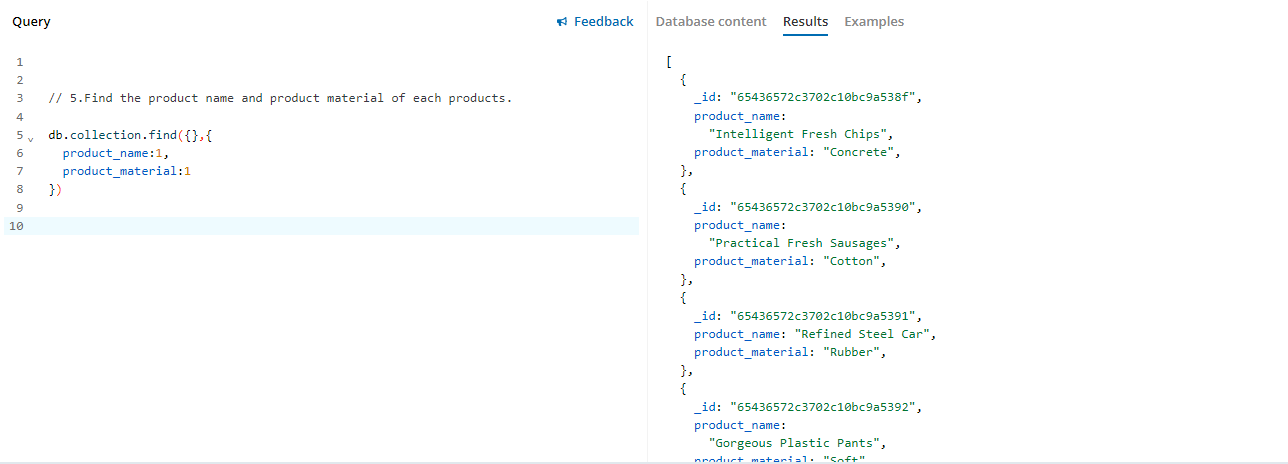 Query
Feedback
Database content
Results
Examples
1
2
3 // 5.Find the product name and product material of each products.
4
5 db.collection.find({},{
6 product_name:1,
7 product_material:1
8 })
9
10
[
{
_id: "65436572c3702c10bc9a538f",
product_name:
"Intelligent Fresh Chips",
product_material: "Concrete",
},
{
_id: "65436572c3702c10bc9a5390",
product_name:
"Practical Fresh Sausages",
product_material: "Cotton",
},
{
_id: "65436572c3702c10bc9a5391",
product_name: "Refined Steel Car",
product_material: "Rubber",
},
{
_id: "65436572c3702c10bc9a5392",
product_name:
"Gorgeous Plastic Pants",
product_material: "Soft"